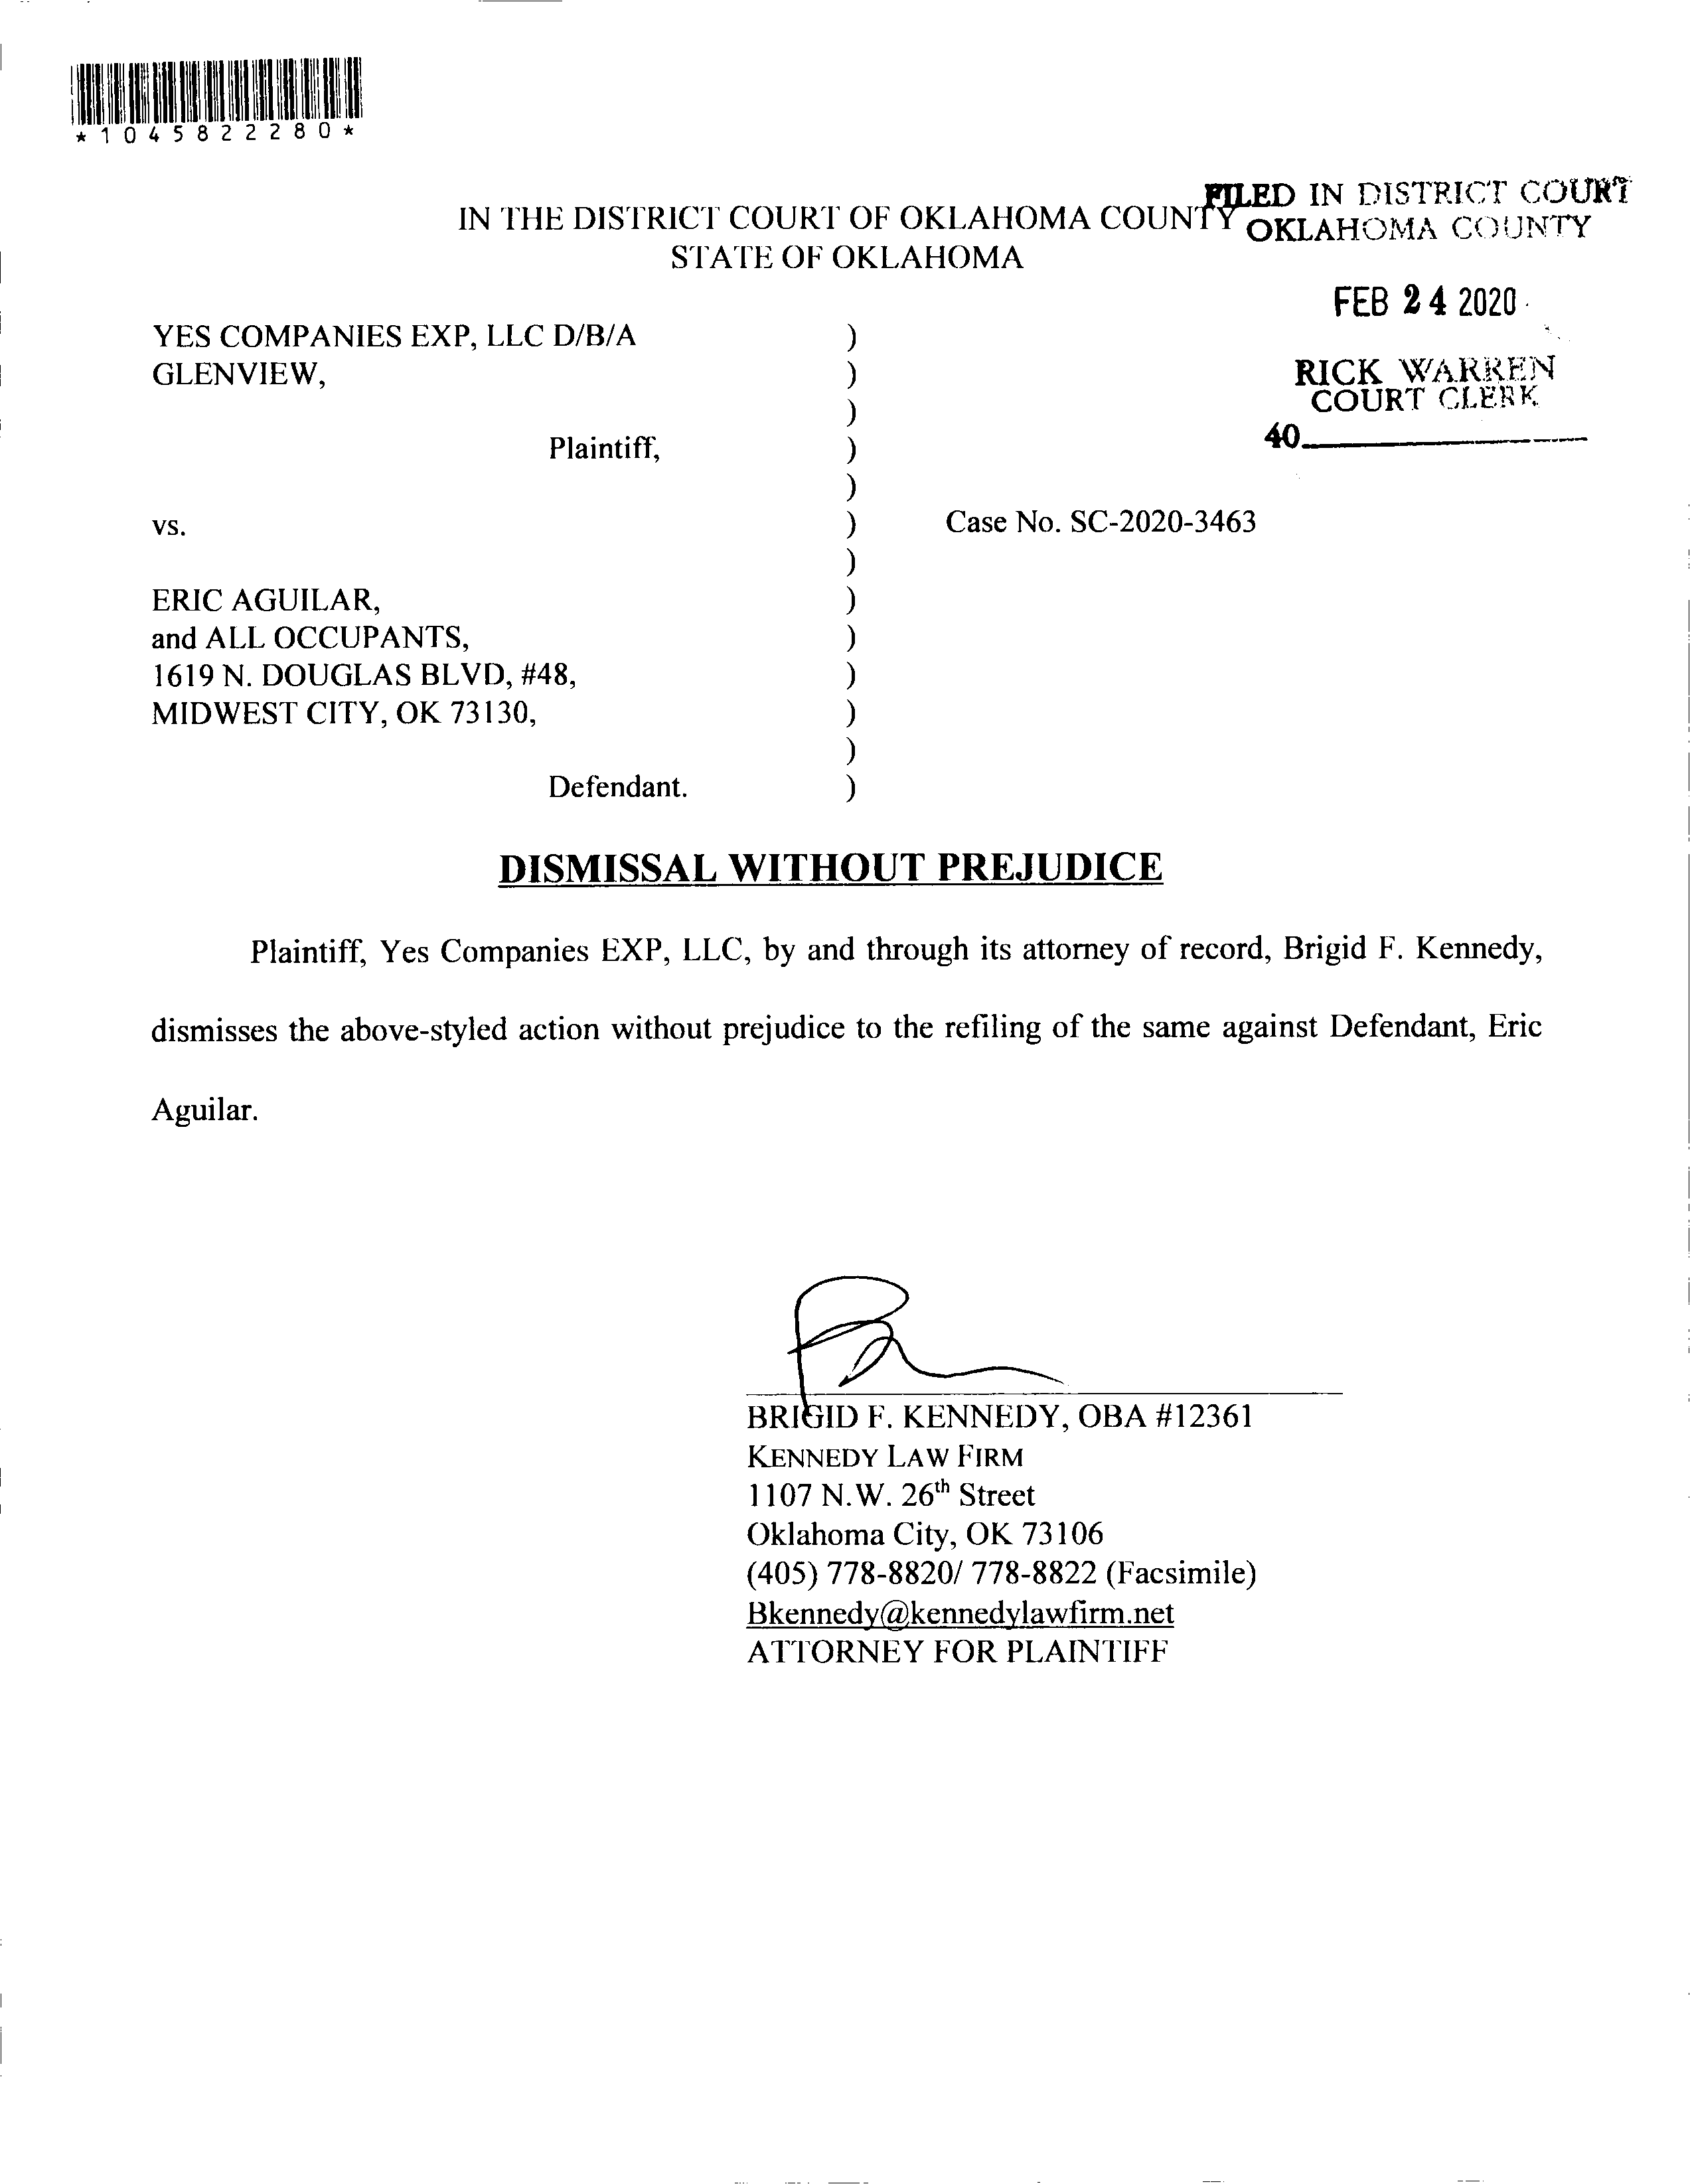 *1045822280*
FILED IN DISTRICT COURT
OKLAHOMA COUNTY
IN THE DISTRICT COURT OF OKLAHOMA COUNTY
STATE OF OKLAHOMA
FEB 24 2020
RICK WARREN
COURT CLERK
40
YES COMPANIES EXP, LLC D/B/A )
GLENVIEW, )
)
Plaintiff, )
)
vs. ) Case No. SC-2020-3463
)
ERIC AGUILAR, )
and ALL OCCUPANTS, )
1619 N. DOUGLAS BLVD, #48, )
MIDWEST CITY, OK 73130, )
)
Defendant. )
DISMISSAL WITHOUT PREJUDICE
Plaintiff, Yes Companies EXP, LLC, by and through its attorney of record, Brigid F. Kennedy,
dismisses the above-styled action without prejudice to the refiling of the same against Defendant, Eric
Aguilar.
BRIGID F. KENNEDY, OBA #12361
KENNEDY LAW FIRM
1107 N.W. 26th Street
Oklahoma City, OK 73106
(405) 778-8820/ 778-8822 (Facsimile)
Bkennedy@kennedylawfirm.net
ATTORNEY FOR PLAINTIFF